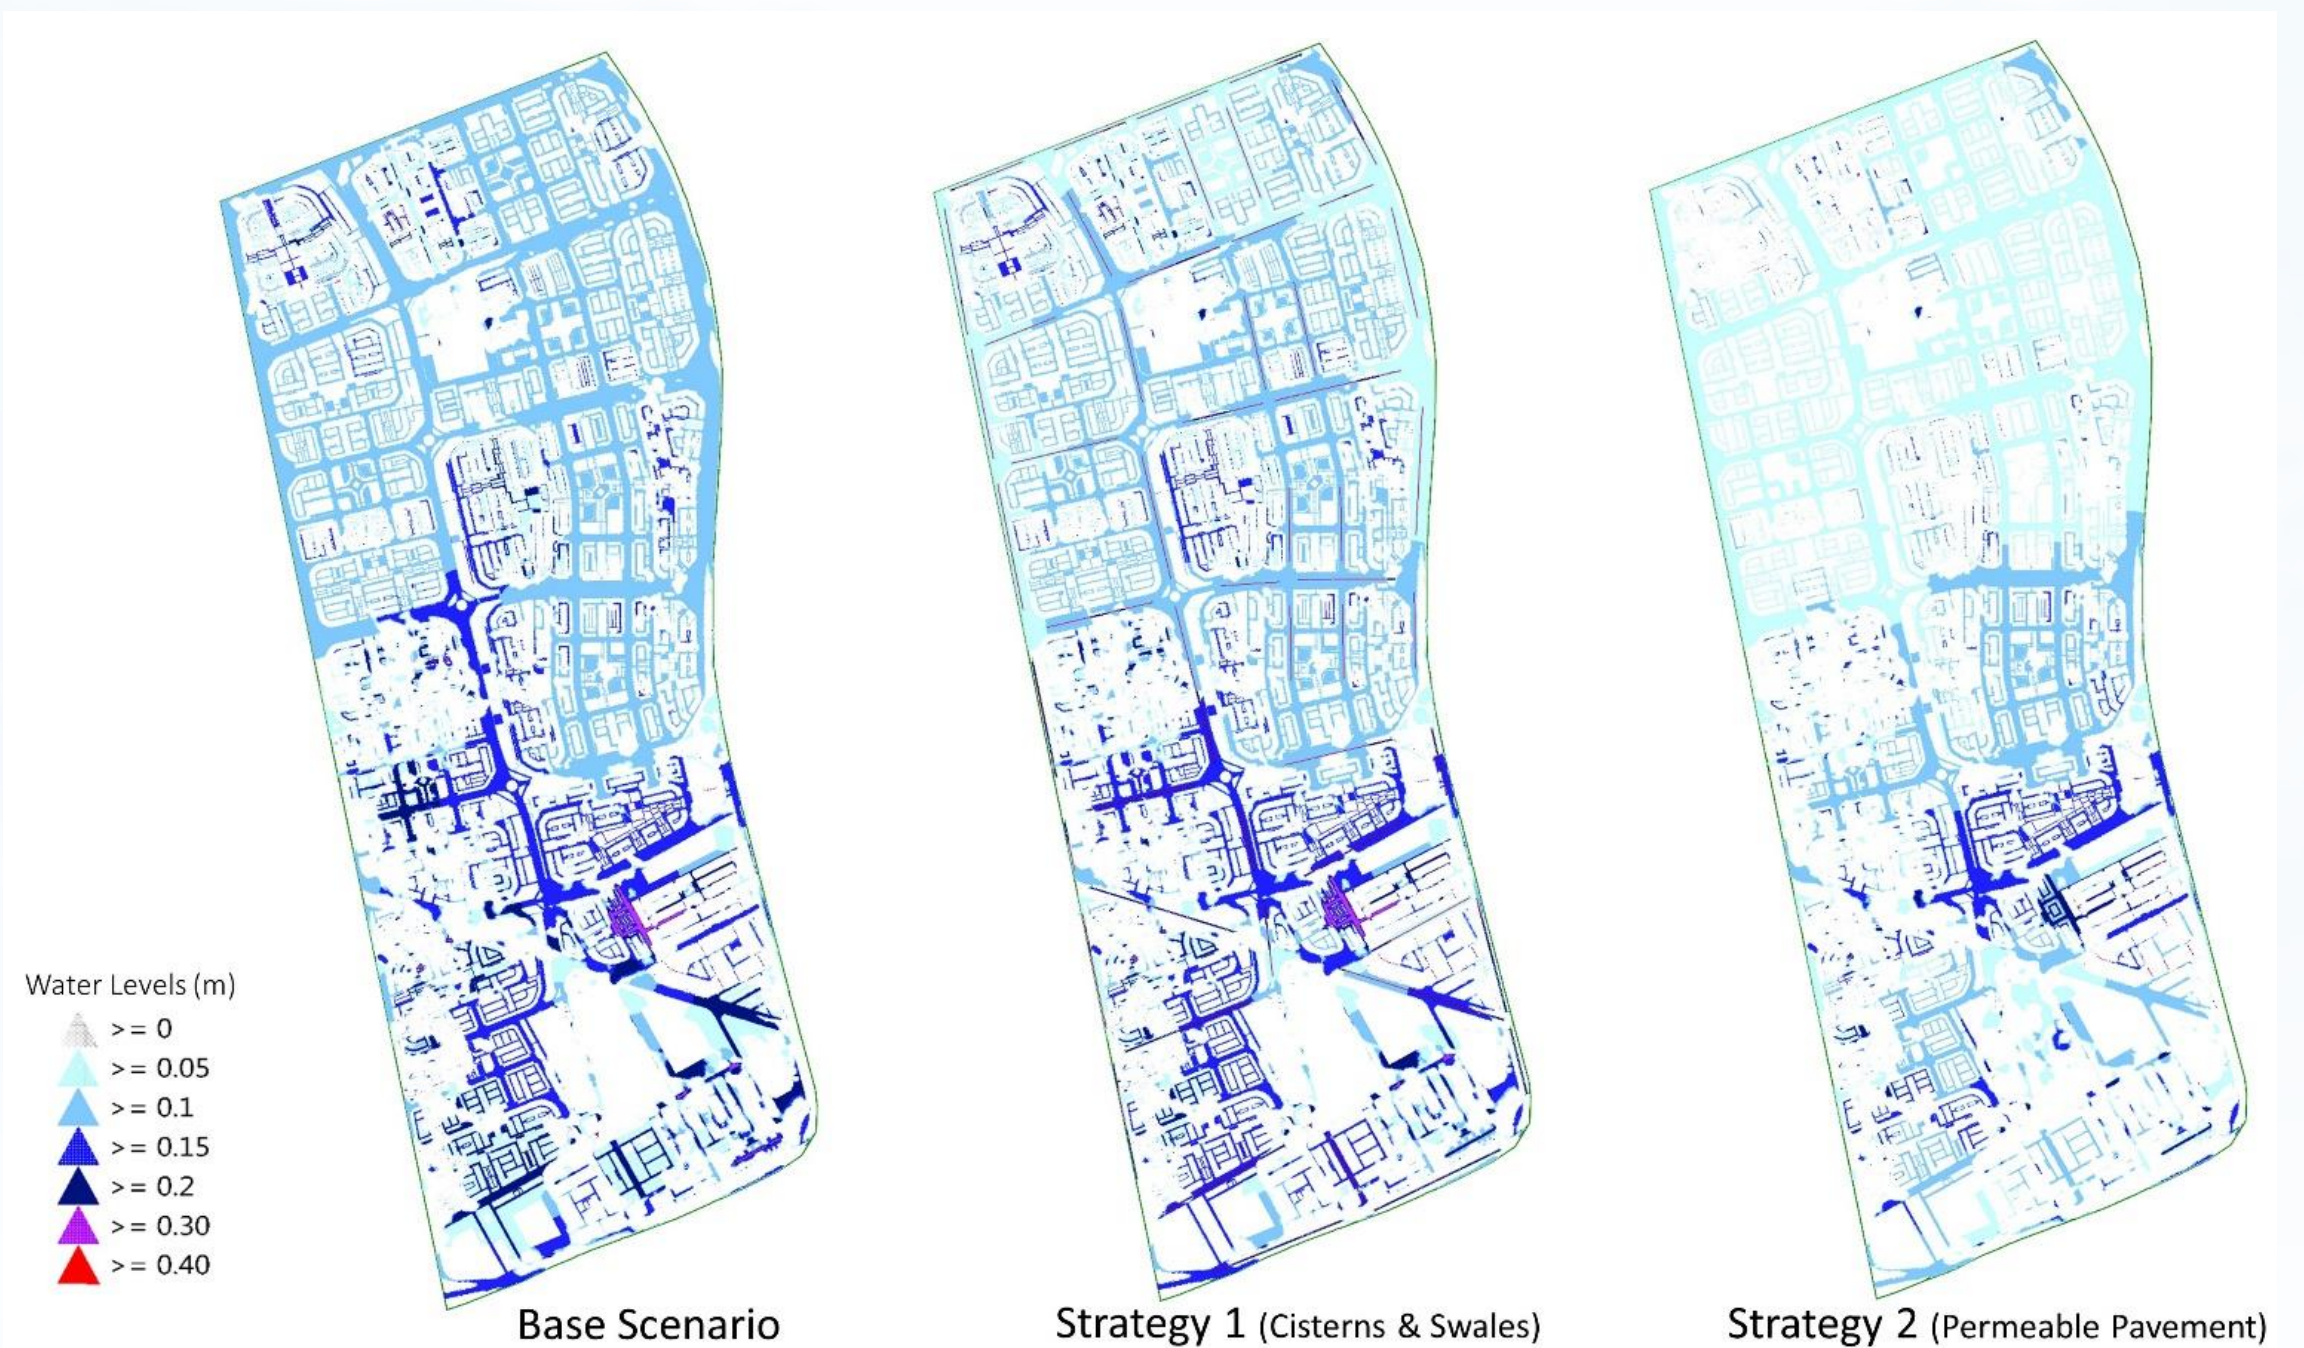 Water Levels (m)
>= 0
>= 0.05
>= 0.1
>= 0.15
>= 0.2
>= 0.30
>= 0.40
Base Scenario
Strategy 1 (Cisterns & Swales)
Strategy 2 (Permeable Pavement)